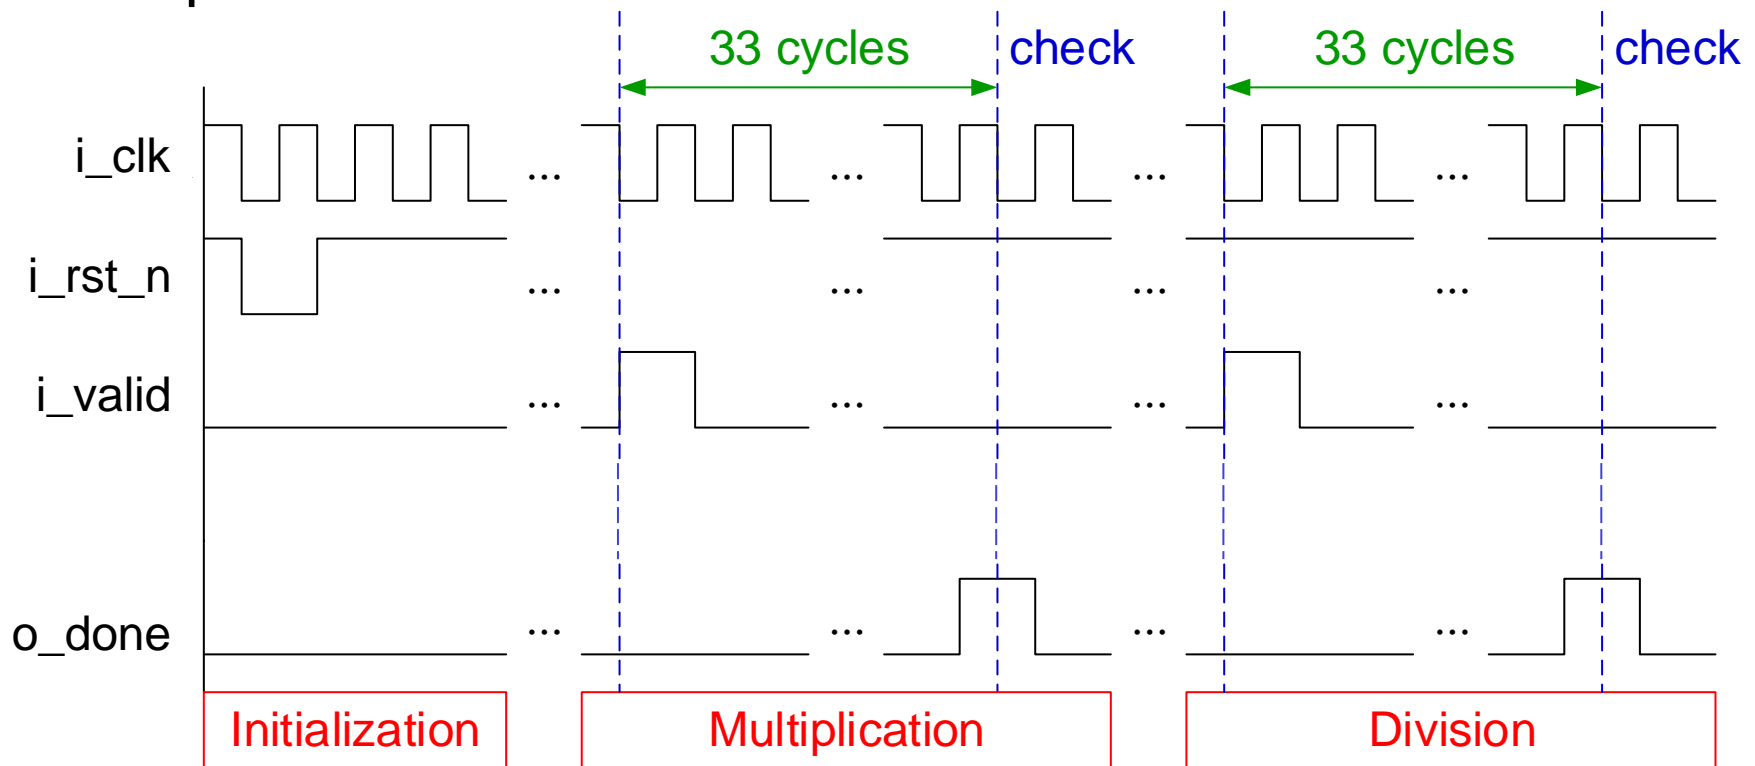 33 cycles check 33 cycles check
i_clk ... ... ... ...
i_rst_n ... ... ... ...
i_valid ... ... ... ...
o_done ... ... ... ...
Initialization Multiplication Division